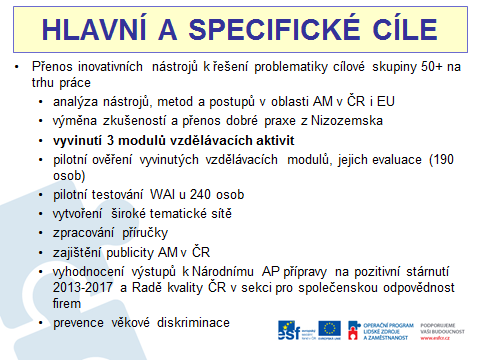 HLAVNÍ A SPECIFICKÉ CÍLE
• Přenos inovativních nástrojů k řešení problematiky cílové skupiny 50+ na
trhu práce
• analýza nástrojů, metod a postupů v oblasti AM v ČR i EU
• výměna zkušeností a přenos dobré praxe z Nizozemska
• vyvinutí 3 modulů vzdělávacích aktivit
• pilotní ověření vyvinutých vzdělávacích modulů, jejich evaluace (190
osob)
• pilotní testování WAI u 240 osob
• vytvoření široké tematické sítě
• zpracování příručky
• zajištění publicity AM v ČR
• vyhodnocení výstupů k Národnímu AP přípravy na pozitivní stárnutí
2013-2017 a Radě kvality ČR v sekci pro společenskou odpovědnost
firem
• prevence věkové diskriminace
esf
EVROPSKÁ UNIE
OPERAČNÍ PROGRAM
LIDSKÉ ZDROJE
A ZAMĚSTNANOST
PODPORUJEME
VAŠI BUDOUCNOST
www.esfcr.cz